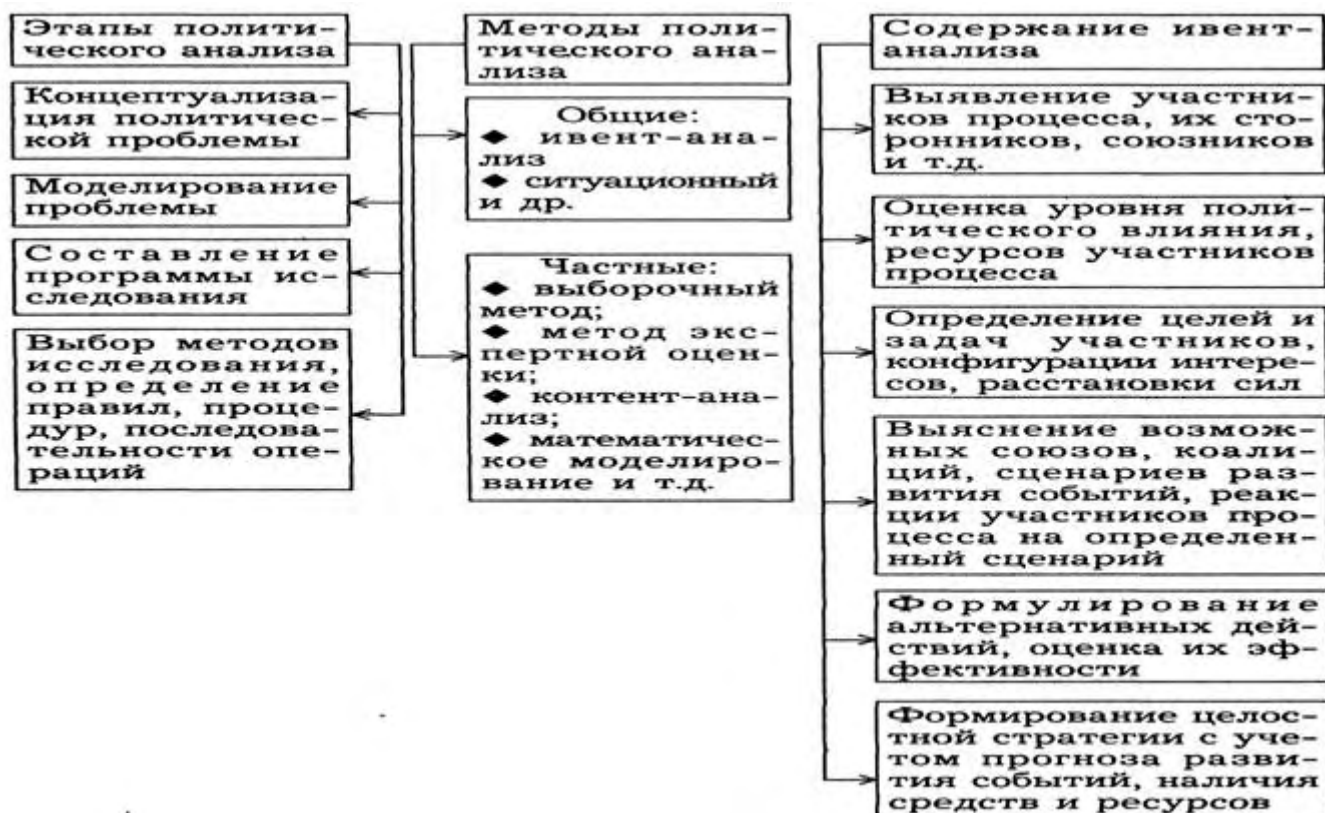 Этапы полити-
ческого анализа
Концептуализа-
ция политичес-
кой проблемы
Моделирование
проблемы
Составление
программы ис-
следования
Выбор методов
исследования,
определение
правил, проце-
дур, последова-
тельности опе-
раций
Методы поли-
тического ана-
лиза
Общие:
◆ ивент-ана-
лиз
◆ ситуационный
и др.
Частные:
◆ выборочный
метод;
◆ метод экс-
пертной оцен-
ки;
◆ контент-ана-
лиз;
◆ математичес-
кое моделиро-
вание и т.д.
Содержание ивент-
анализа
Выявление участни-
ков процесса, их сто-
ронников, союзников
и т.д.
Оценка уровня поли-
тического влияния,
ресурсов участников
процесса
Определение целей и
задач участников,
конфигурации интере-
сов, расстановки сил
Выяснение возмож-
ных союзов, коали-
ций, сценариев раз-
вития событий, реак-
ции участников про-
цесса на определен-
ный сценарий
Формулирование
альтернативных дей-
ствий, оценка их эф-
фективности
Формирование целос-
тной стратегии с уче-
том прогноза разви-
тия событий, наличия
средств и ресурсов